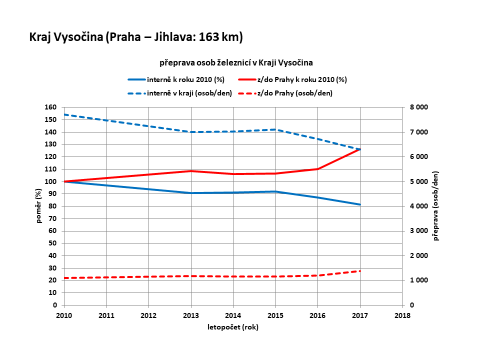 Kraj Vysočina (Praha – Jihlava: 163 km)
přeprava osob železnicí v Kraji Vysočina
interně k roku 2010 (%)
z/do Prahy k roku 2010 (%)
interně v kraji (osob/den)
z/do Prahy (osob/den)
160
150
140
130
120
110
100
90
80
70
60
50
40
30
20
10
0
poměr (%)
8 000
7 000
6 000
5 000
4 000
3 000
2 000
1 000
0
přeprava (osob/den)
2010 2011 2012 2013 2014 2015 2016 2017 2018
letopočet (rok)